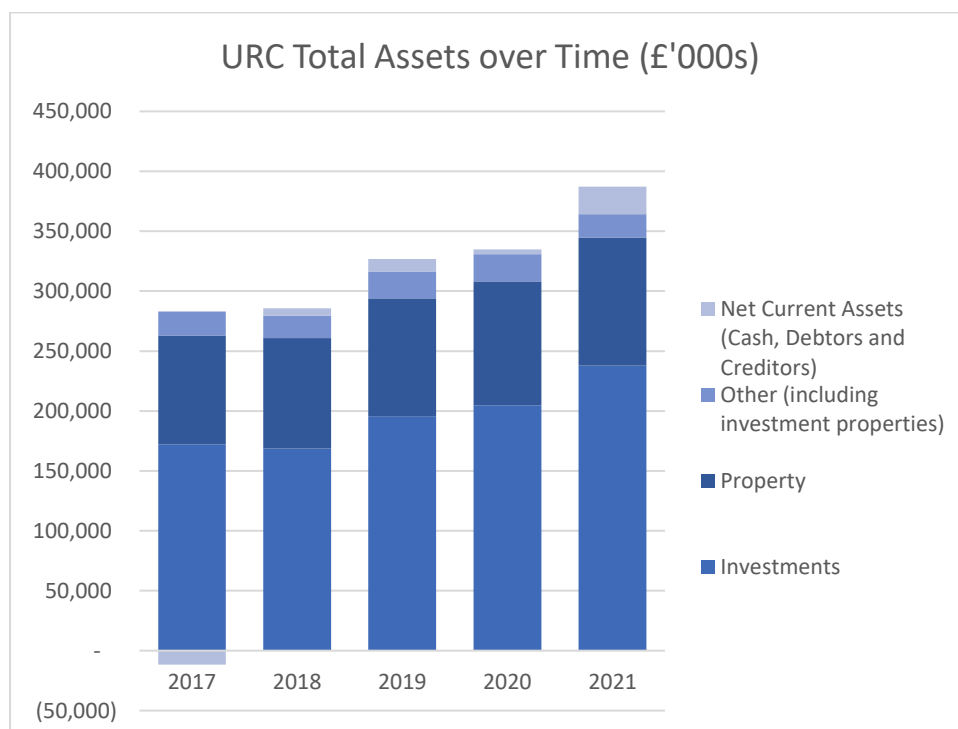 URC Total Assets over Time (£'000s)
450,000
400,000
350,000
300,000
250,000
200,000
150,000
100,000
50,000
-
(50,000)
2017 2018 2019 2020 2021
Net Current Assets
(Cash, Debtors and
Creditors)
Other (including
investment properties)
Property
Investments